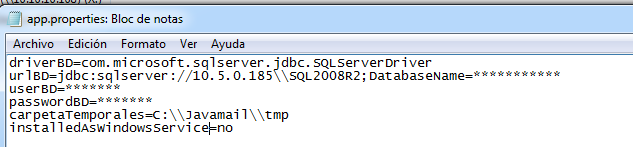 app.properties: Bloc de notas
Archivo Edición Formato Ver Ayuda
driverBD=com.microsoft.sqlserver.jdbc.SQLServerDriver
urlBD=jdbc:sqlserver://10.5.0.185\\SQL2008R2;DatabaseName=***********
userBD=*******
passwordBD=*******
carpetaTemporales=C:\\Javamail\\tmp
installedAsWindowsService=no